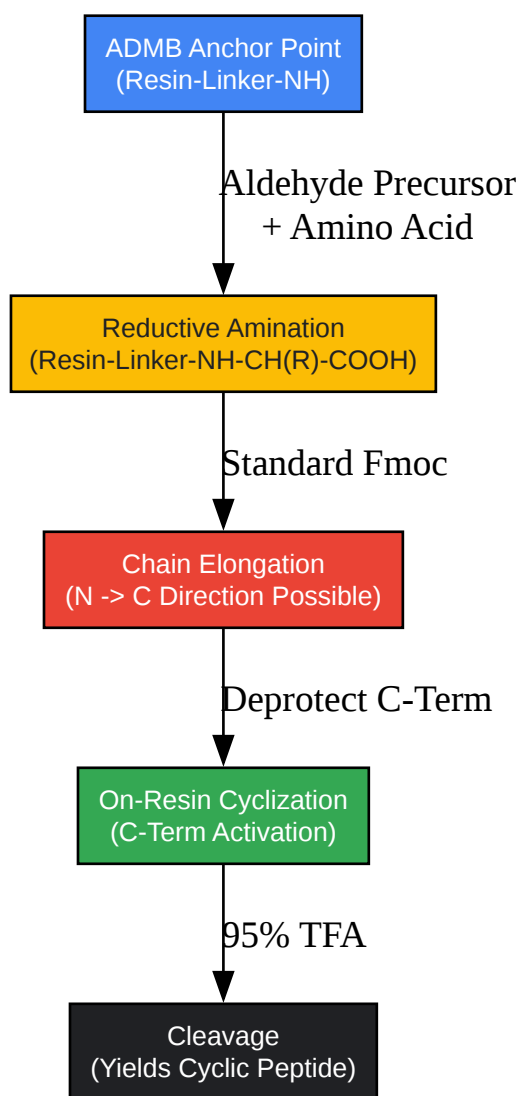 ADMB Anchor Point
(Resin-Linker-NH)
Aldehyde Precursor
+ Amino Acid
Reductive Amination
(Resin-Linker-NH-CH(R)-COOH)
Standard Fmoc
Chain Elongation
(N -> C Direction Possible)
Deprotect C-Term
On-Resin Cyclization
(C-Term Activation)
95% TFA
Cleavage
(Yields Cyclic Peptide)